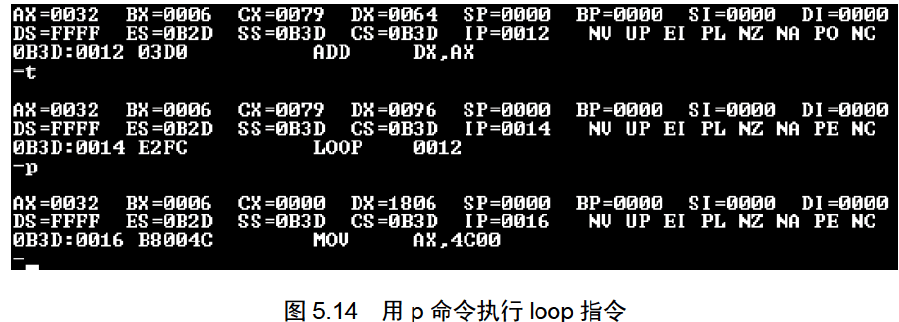 AX=0032 BX=0006 CX=0079 DX=0064 SP=0000 BP=0000 SI=0000 DI=0000
DS=FFFF ES=0B2D SS=0B3D CS=0B3D IP=0012 NV UP EI PL NZ NA PO NC
0B3D:0012 03D0 ADD DX,AX
-t
AX=0032 BX=0006 CX=0079 DX=0096 SP=0000 BP=0000 SI=0000 DI=0000
DS=FFFF ES=0B2D SS=0B3D CS=0B3D IP=0014 NV UP EI PL NZ NA PE NC
0B3D:0014 E2FC LOOP 0012
-p
AX=0032 BX=0006 CX=0000 DX=1806 SP=0000 BP=0000 SI=0000 DI=0000
DS=FFFF ES=0B2D SS=0B3D CS=0B3D IP=0016 NV UP EI PL NZ NA PE NC
0B3D:0016 B8004C MOV AX,4C00
-
图 5.14 用 p 命令执行 loop 指令